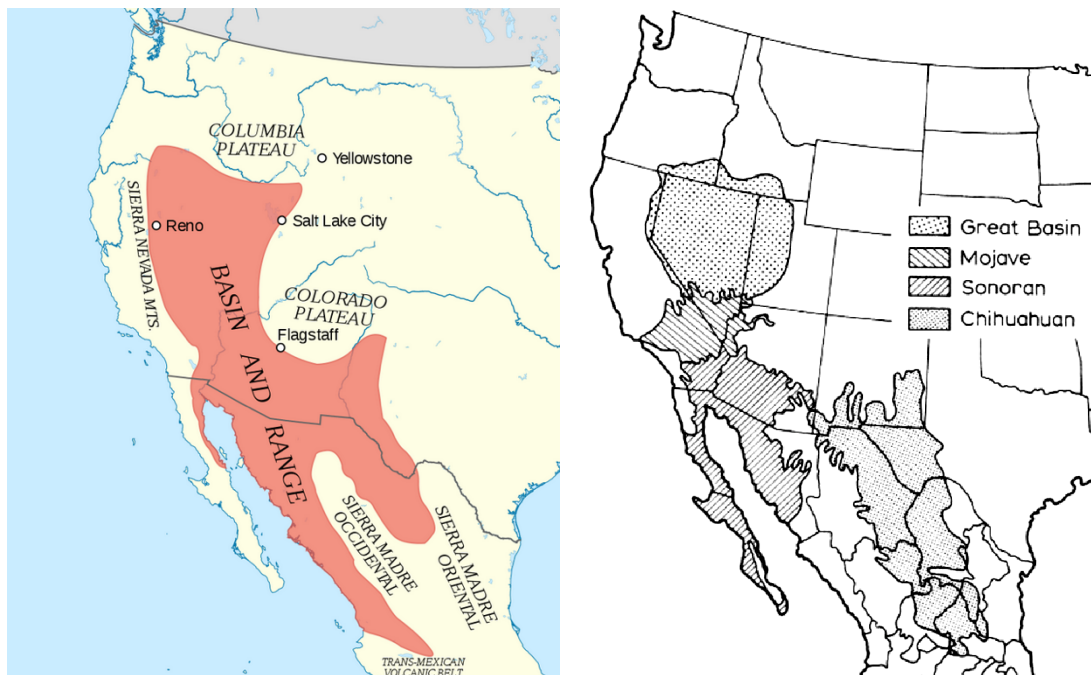 COLUMBIA
PLATEAU
Yellowstone
SIERRA NEVADA MTS.
Reno
Salt Lake City
BASIN AND RANGE
COLORADO
PLATEAU
Flagstaff
SIERRA MADRE
OCCIDENTAL
SIERRA MADRE
ORIENTAL
TRANS-MEXICAN
VOLCANIC BELT
Great Basin
Mojave
Sonoran
Chihuahuan